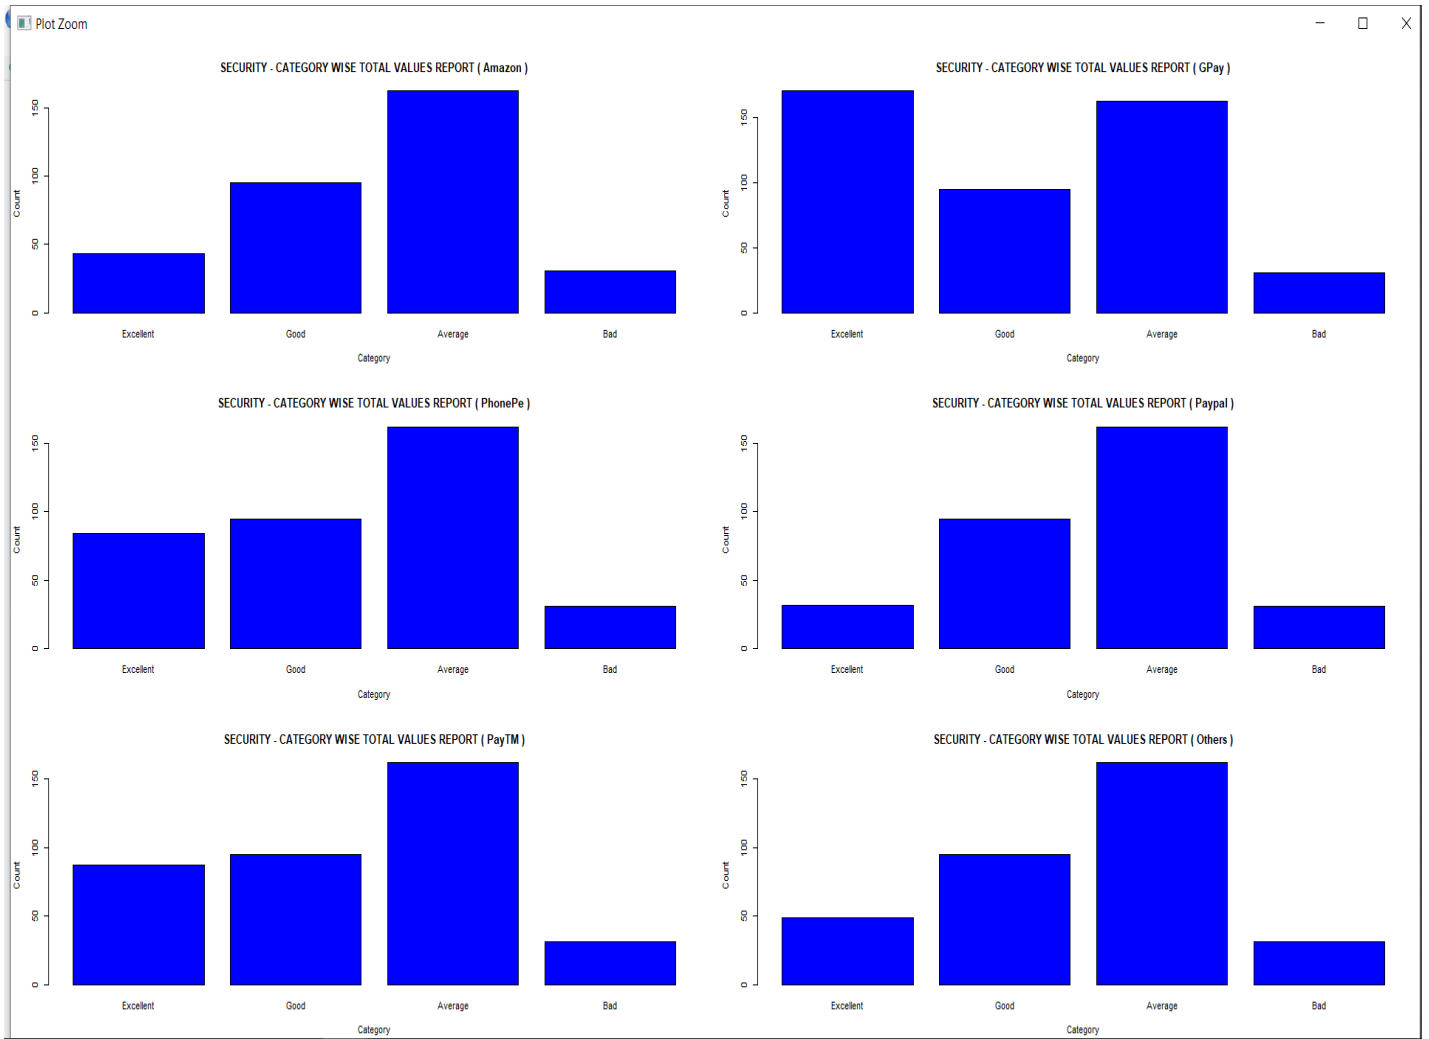 Plot Zoom
SECURITY - CATEGORY WISE TOTAL VALUES REPORT ( Amazon )
150
100
50
0
Count
Excellent Good Average Bad
Category
SECURITY - CATEGORY WISE TOTAL VALUES REPORT ( GPay )
150
100
50
0
Count
Excellent Good Average Bad
Category
SECURITY - CATEGORY WISE TOTAL VALUES REPORT ( PhonePe )
150
100
50
0
Count
Excellent Good Average Bad
Category
SECURITY - CATEGORY WISE TOTAL VALUES REPORT ( Paypal )
150
100
50
0
Count
Excellent Good Average Bad
Category
SECURITY - CATEGORY WISE TOTAL VALUES REPORT ( PayTM )
150
100
50
0
Count
Excellent Good Average Bad
Category
SECURITY - CATEGORY WISE TOTAL VALUES REPORT ( Others )
150
100
50
0
Count
Excellent Good Average Bad
Category